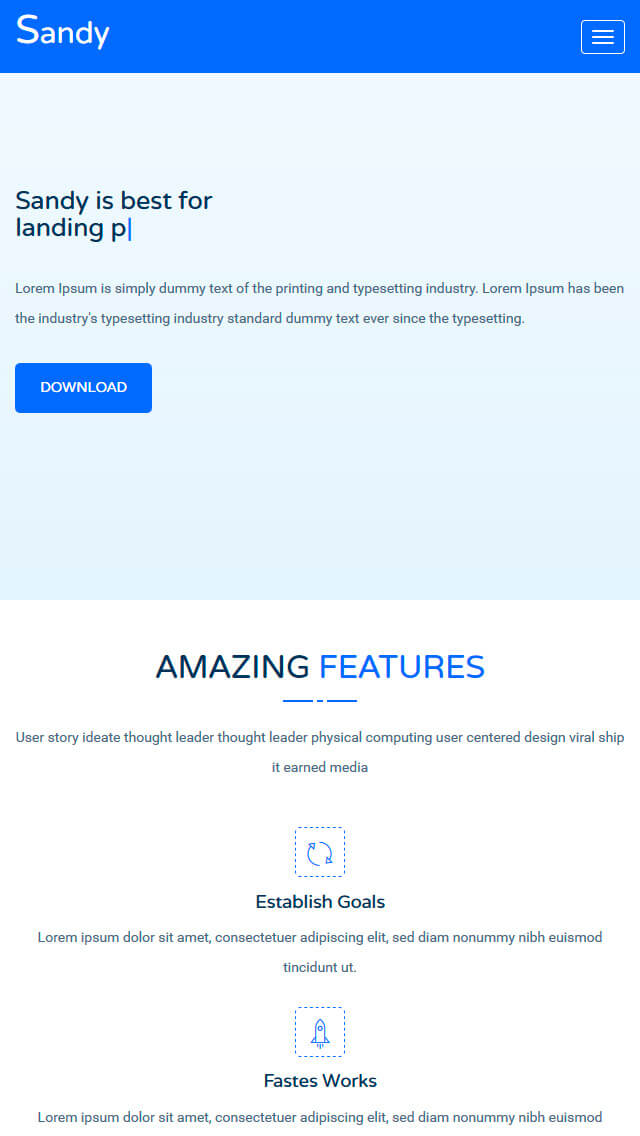 Sandy
Sandy is best for
landing p
Lorem Ipsum is simply dummy text of the printing and typesetting industry. Lorem Ipsum has been
the industry's typesetting industry standard dummy text ever since the typesetting.
DOWNLOAD
AMAZING FEATURES
User story ideate thought leader thought leader physical computing user centered design viral ship
it earned media
Establish Goals
Lorem ipsum dolor sit amet, consectetuer adipiscing elit, sed diam nonummy nibh euismod
tincidunt ut.
Fastes Works
Lorem ipsum dolor sit amet, consectetuer adipiscing elit, sed diam nonummy nibh euismod